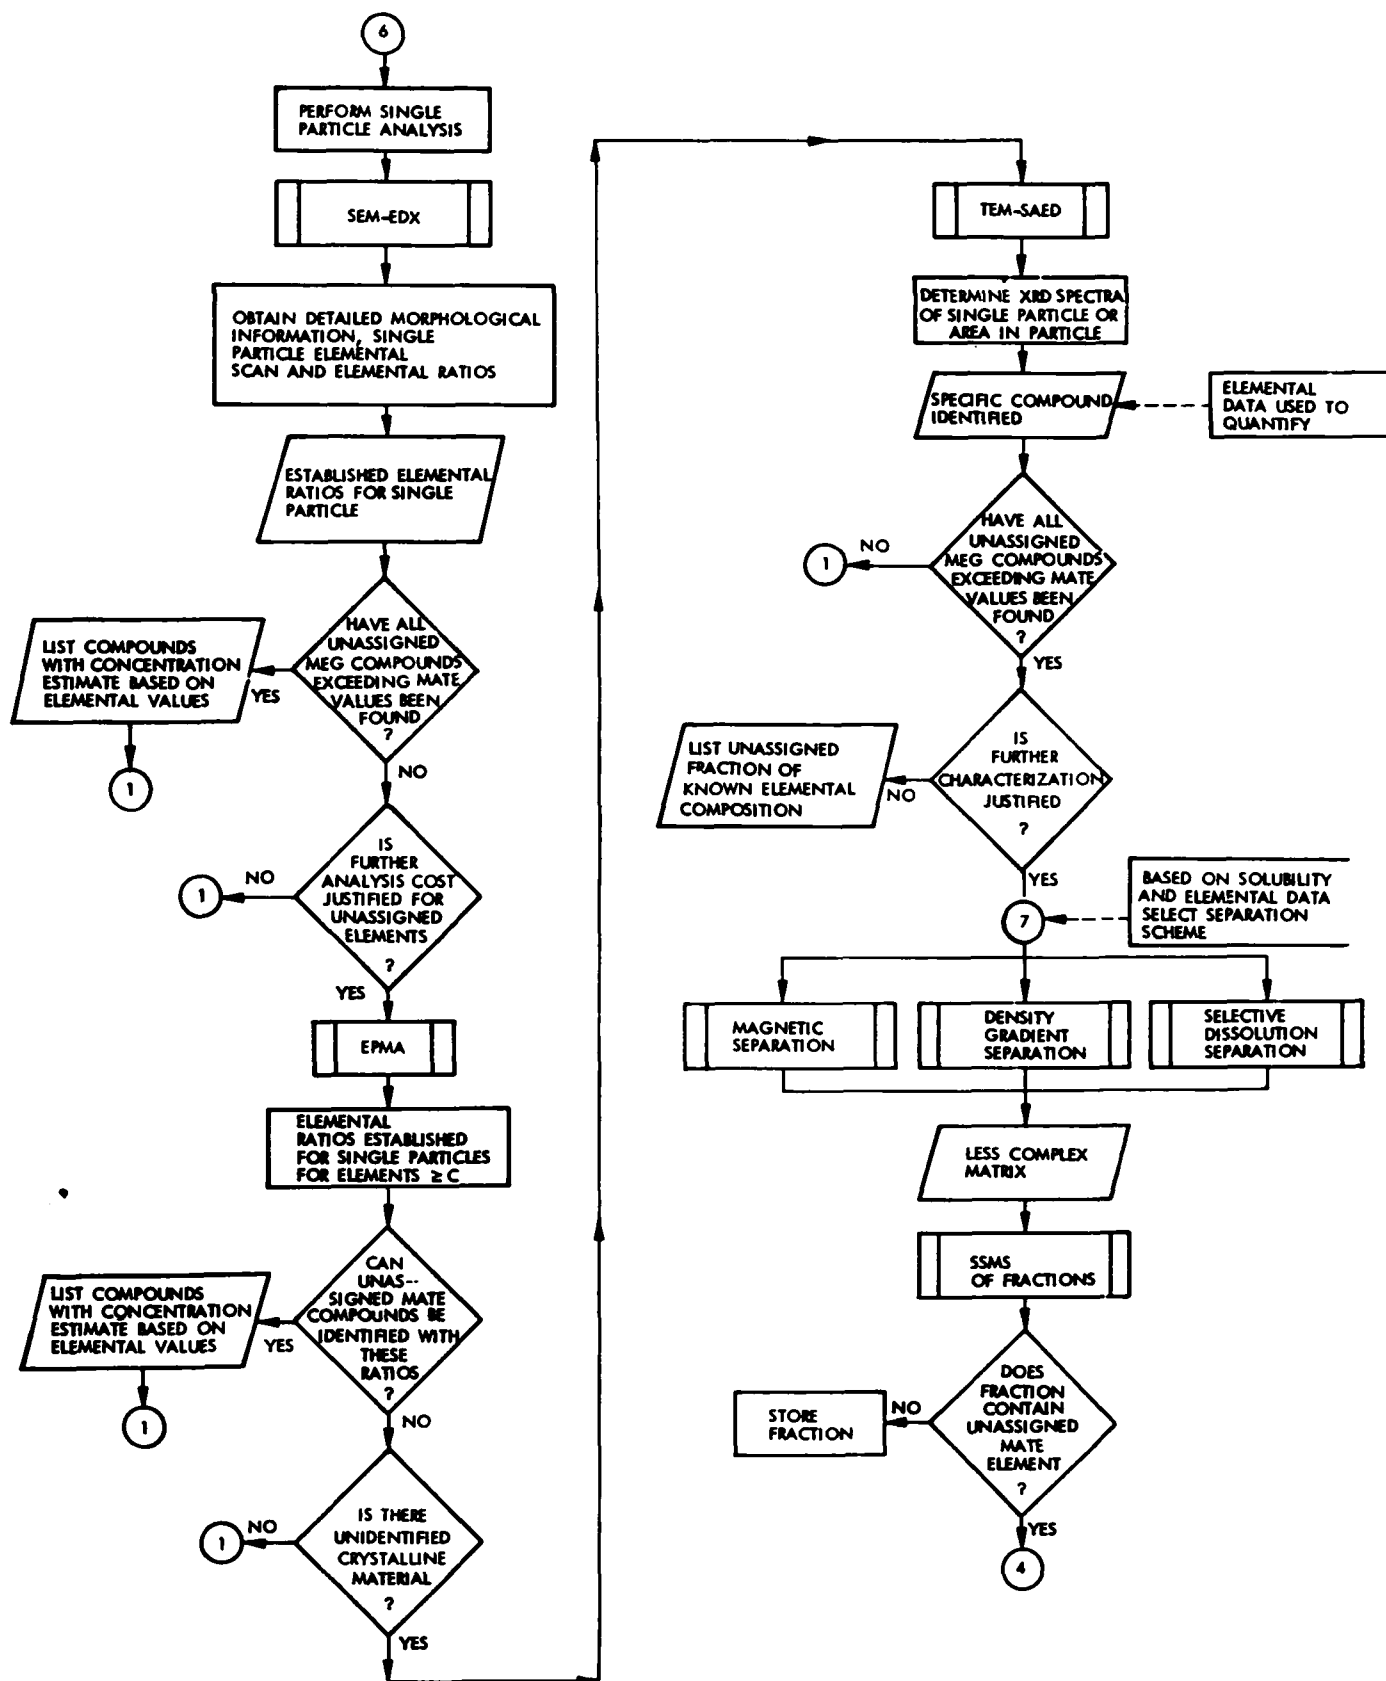 6
PERFORM SINGLE
PARTICLE ANALYSIS
SEM-EDX
OBTAIN DETAILED MORPHOLOGICAL
INFORMATION, SINGLE
PARTICLE ELEMENTAL
SCAN AND ELEMENTAL RATIOS
ESTABLISHED ELEMENTAL
RATIOS FOR SINGLE
PARTICLE
HAVE ALL
UNASSIGNED
MEG COMPOUNDS
EXCEEDING MATE
VALUES BEEN
FOUND
?
YES
LIST COMPOUNDS
WITH CONCENTRATION
ESTIMATE BASED ON
ELEMENTAL VALUES
1
NO
IS
FURTHER
ANALYSIS COST
JUSTIFIED FOR
UNASSIGNED
ELEMENTS
?
NO
1
YES
EPMA
ELEMENTAL
RATIOS ESTABLISHED
FOR SINGLE PARTICLES
FOR ELEMENTS ≥ C
CAN
UNAS--
SIGNED MATE
COMPOUNDS BE
IDENTIFIED WITH
THESE
RATIOS
?
YES
LIST COMPOUNDS
WITH CONCENTRATION
ESTIMATE BASED ON
ELEMENTAL VALUES
1
NO
IS THERE
UNIDENTIFIED
CRYSTALLINE
MATERIAL
?
NO
1
YES
TEM-SAED
DETERMINE XRD SPECTRA
OF SINGLE PARTICLE OR
AREA IN PARTICLE
SPECIFIC COMPOUND
IDENTIFIED
ELEMENTAL
DATA USED TO
QUANTIFY
HAVE ALL
UNASSIGNED
MEG COMPOUNDS
EXCEEDING MATE
VALUES BEEN
FOUND
?
NO
1
YES
IS
FURTHER
CHARACTERIZATION
JUSTIFIED
?
NO
LIST UNASSIGNED
FRACTION OF
KNOWN ELEMENTAL
COMPOSITION
YES
7
BASED ON SOLUBILITY
AND ELEMENTAL DATA
SELECT SEPARATION
SCHEME
MAGNETIC
SEPARATION
DENSITY
GRADIENT
SEPARATION
SELECTIVE
DISSOLUTION
SEPARATION
LESS COMPLEX
MATRIX
SSMS
OF FRACTIONS
DOES
FRACTION
CONTAIN
UNASSIGNED
MATE
ELEMENT
?
NO
STORE
FRACTION
YES
4